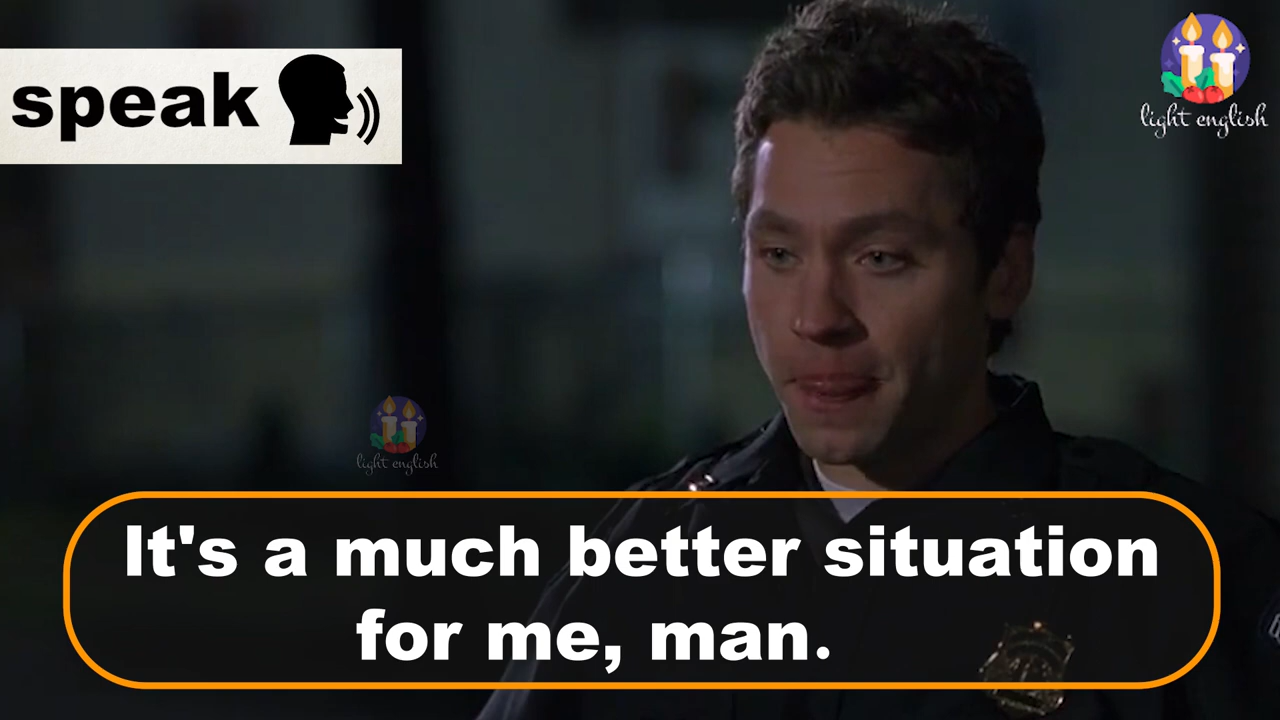 speak
light english
light english
It's a much better situation
for me, man.